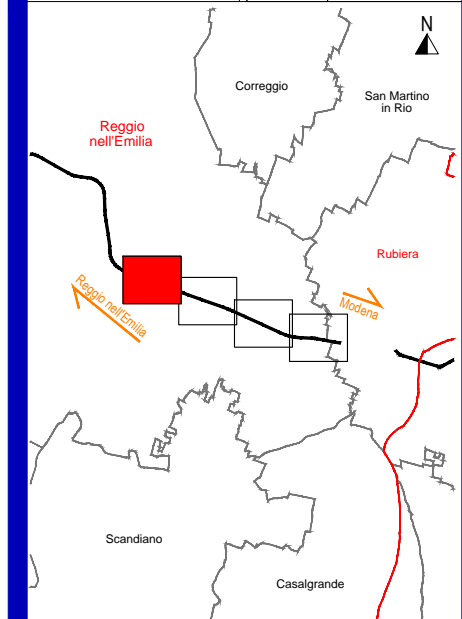 N
Correggio
San Martino
in Rio
Reggio
nell'Emilia
Rubiera
Reggio nell'Emilia
Modena
Scandiano
Casalgrande